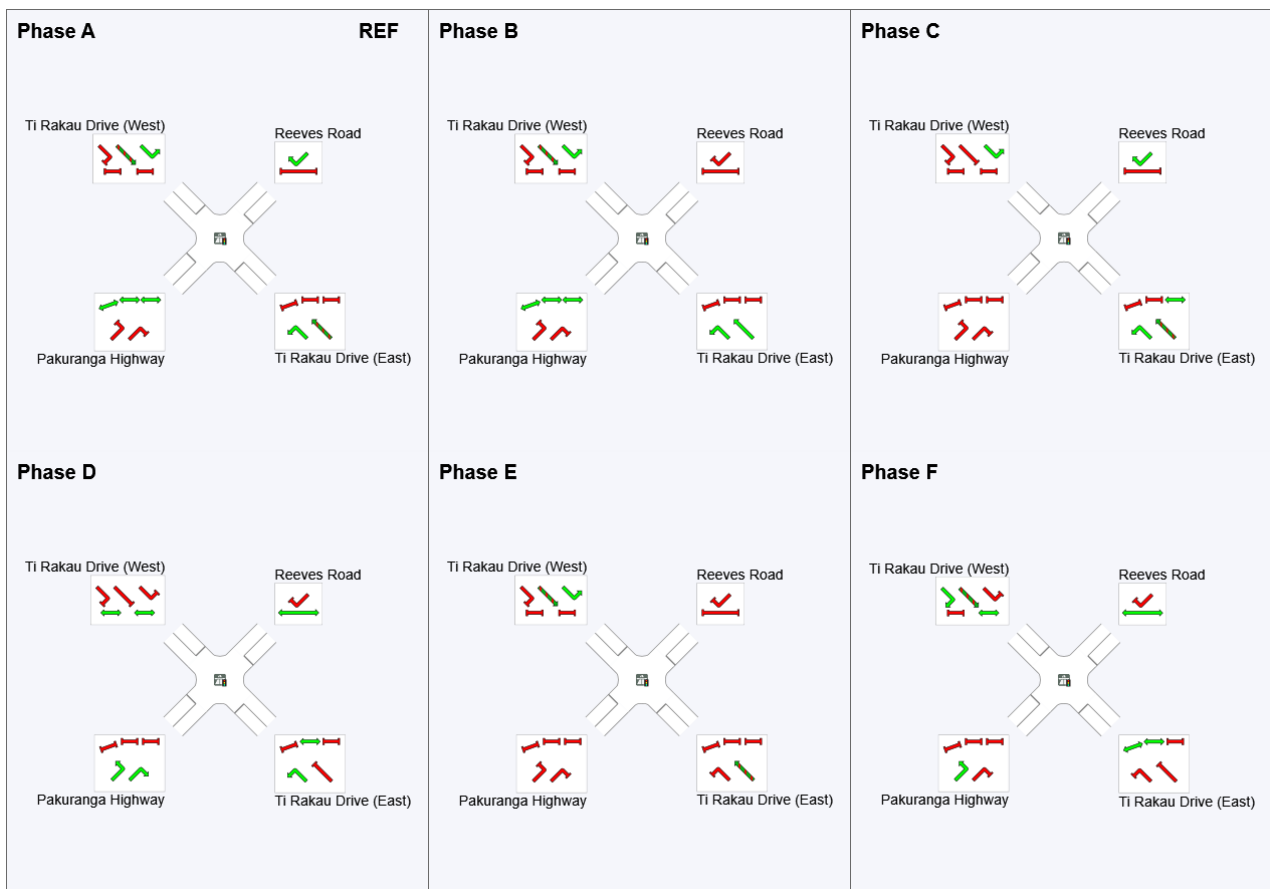 Phase A
REF
Ti Rakau Drive (West)
Reeves Road
Pakuranga Highway
Ti Rakau Drive (East)
Phase B
Ti Rakau Drive (West)
Reeves Road
Pakuranga Highway
Ti Rakau Drive (East)
Phase C
Ti Rakau Drive (West)
Reeves Road
Pakuranga Highway
Ti Rakau Drive (East)
Phase D
Ti Rakau Drive (West)
Reeves Road
Pakuranga Highway
Ti Rakau Drive (East)
Phase E
Ti Rakau Drive (West)
Reeves Road
Pakuranga Highway
Ti Rakau Drive (East)
Phase F
Ti Rakau Drive (West)
Reeves Road
Pakuranga Highway
Ti Rakau Drive (East)